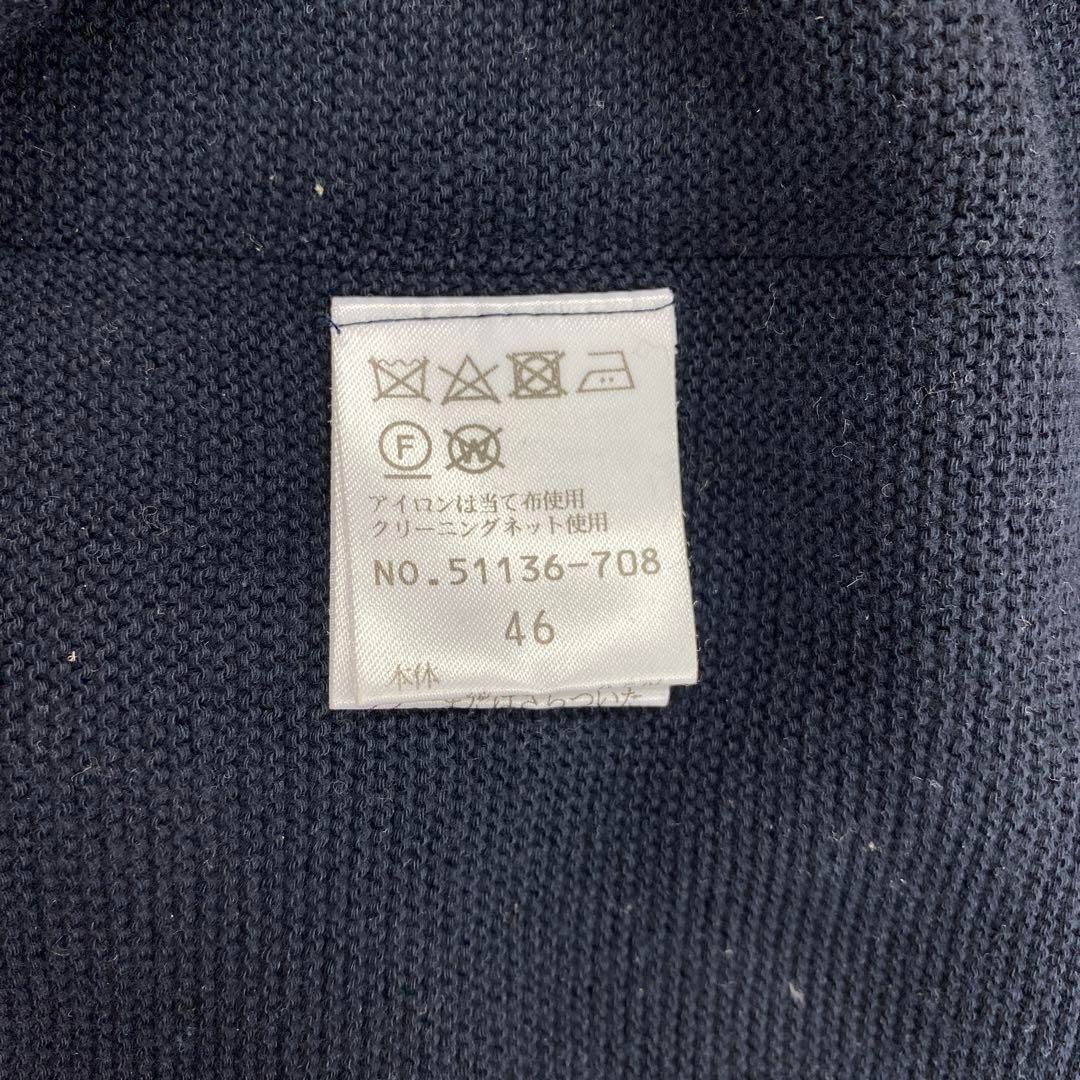 F W
アイロンは当て布使用
クリーニングネット使用
NO.51136-708
46
本体